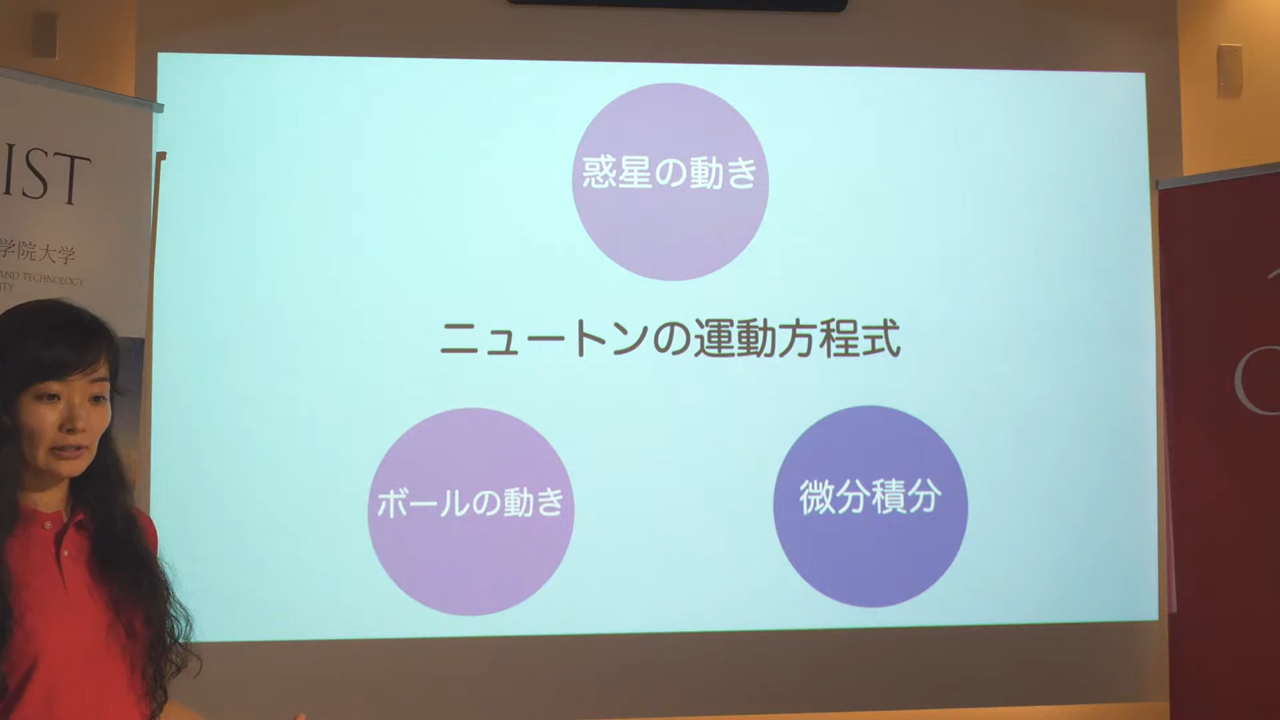 IST
学院大学
AND TECHNOLOGY
惑星の動き
ニュートンの運動方程式
ボールの動き
微分積分